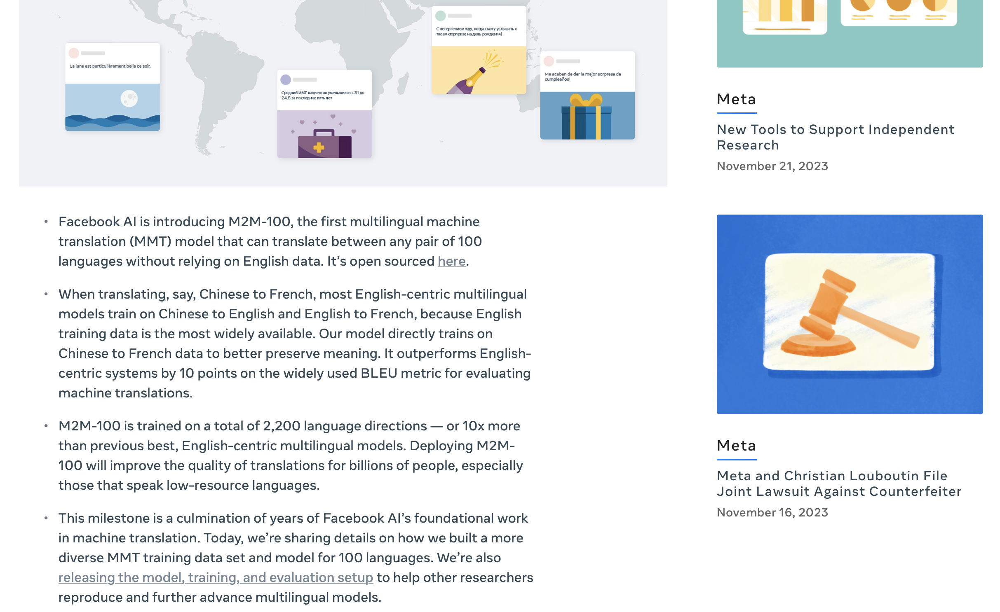 La lune est particulièrement belle ce soir.
Средний ИМТ пациентов уменьшился с 31 до
24.5 за последние пять лет
С нетерпением жду, когда смогу услышать о
твоем сюрпризе на день рождения!
Me acaban de dar la mejor sorpresa de
cumpleaños!
Facebook AI is introducing M2M-100, the first multilingual machine
translation (MMT) model that can translate between any pair of 100
languages without relying on English data. It’s open sourced here.
When translating, say, Chinese to French, most English-centric multilingual
models train on Chinese to English and English to French, because English
training data is the most widely available. Our model directly trains on
Chinese to French data to better preserve meaning. It outperforms English-
centric systems by 10 points on the widely used BLEU metric for evaluating
machine translations.
M2M-100 is trained on a total of 2,200 language directions — or 10x more
than previous best, English-centric multilingual models. Deploying M2M-
100 will improve the quality of translations for billions of people, especially
those that speak low-resource languages.
This milestone is a culmination of years of Facebook AI’s foundational work
in machine translation. Today, we’re sharing details on how we built a more
diverse MMT training data set and model for 100 languages. We’re also
releasing the model, training, and evaluation setup to help other researchers
reproduce and further advance multilingual models.
Meta
New Tools to Support Independent
Research
November 21, 2023
Meta
Meta and Christian Louboutin File
Joint Lawsuit Against Counterfeiter
November 16, 2023